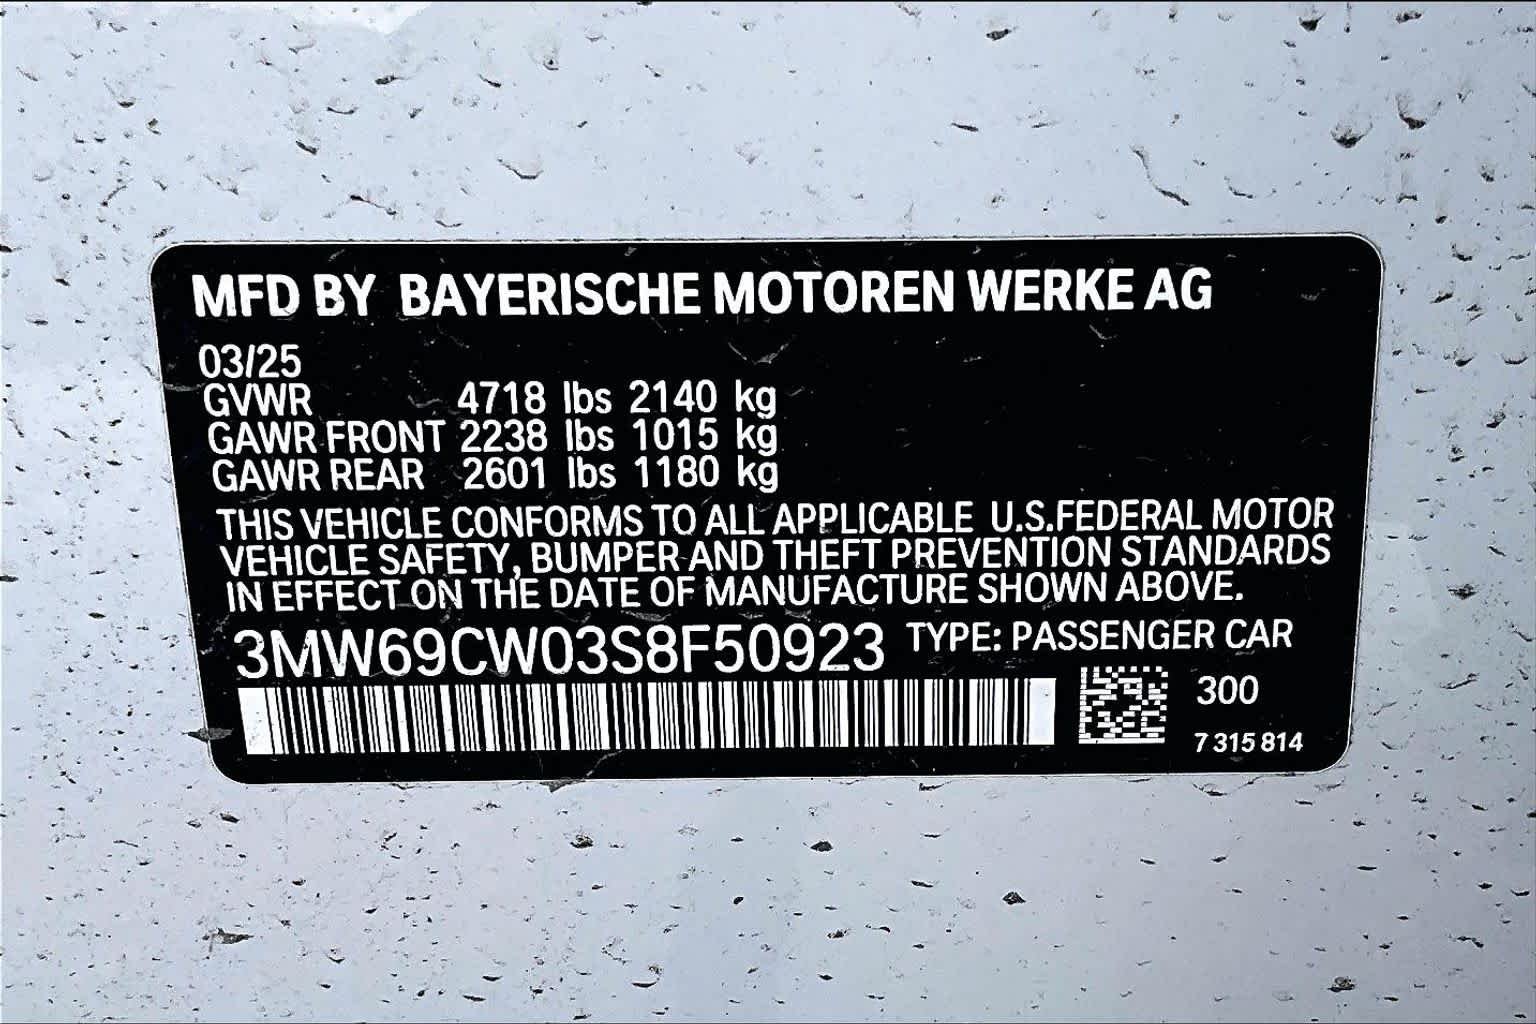 MFD BY BAYERISCHE MOTOREN WERKE AG
03/25
GVWR 4718 lbs 2140 kg
GAWR FRONT 2238 lbs 1015 kg
GAWR REAR 2601 lbs 1180 kg
THIS VEHICLE CONFORMS TO ALL APPLICABLE U.S.FEDERAL MOTOR
VEHICLE SAFETY, BUMPER AND THEFT PREVENTION STANDARDS
IN EFFECT ON THE DATE OF MANUFACTURE SHOWN ABOVE.
3MW69CW03S8F50923 TYPE: PASSENGER CAR
300
7 315 814